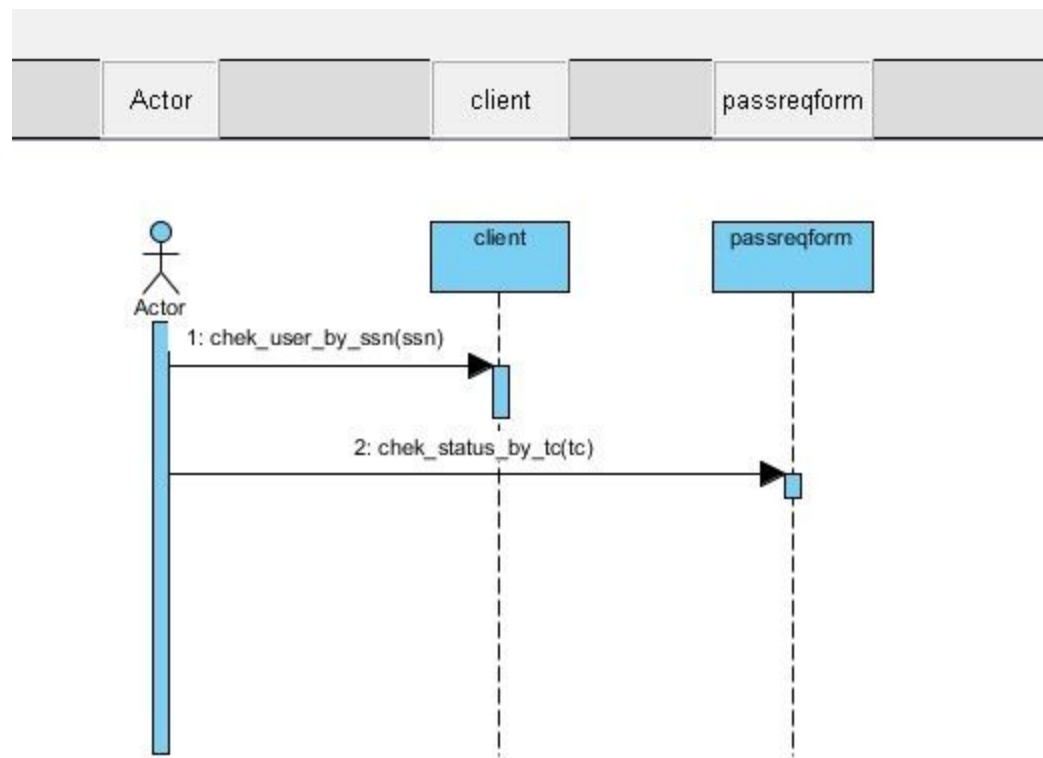 Actor
client
passreqform
client
passreqform
Actor
1: chek_user_by_ssn(ssn)
2: chek_status_by_tc(tc)